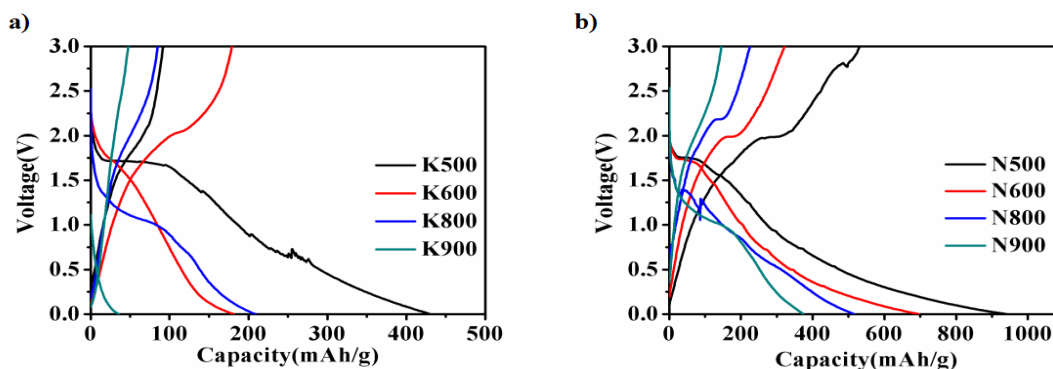 a)
3.0
2.5
2.0
1.5
1.0
0.5
0.0
Voltage(V)
K500
K600
K800
K900
0 100 200 300 400 500
Capacity(mAh/g)
b)
3.0
2.5
2.0
1.5
1.0
0.5
0.0
Voltage(V)
N500
N600
N800
N900
0 200 400 600 800 1000
Capacity(mAh/g)